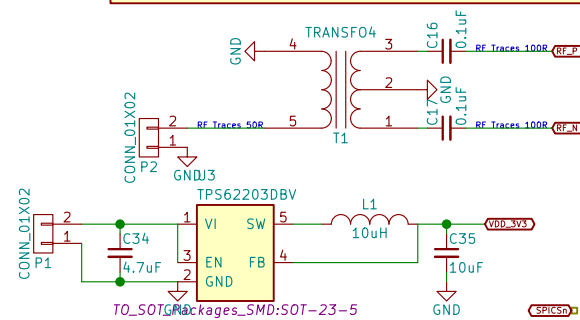 TRANSFO4
GND
4
3
C16
0.1uF
RF Traces 100R
RF_P
2
GND
CONN_01X02
2
RF Traces 50R
5
1
C17
0.1uF
RF Traces 100R
RF_N
T1
1
P2
GND
U3
TPS62203DBV
CONN_01X02
2
1
VI
SW
5
L1
10uH
VDD_3V3
C34
4.7uF
1
P1
3
EN
FB
4
C35
10uF
2
GND
GND
TO_SOT_Packages_SMD:SOT-23-5
GND
SPICSn